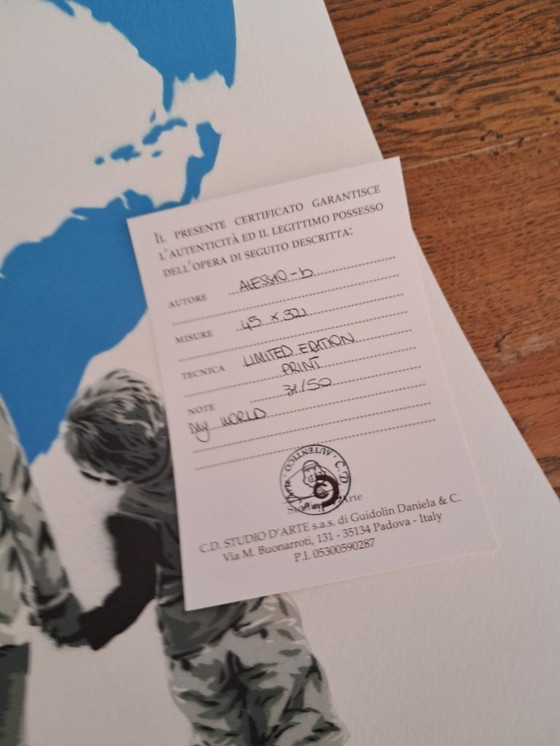 IL PRESENTE CERTIFICATO GARANTISCE
L'AUTENTICITÀ ED IL LEGITTIMO POSSESSO
DELL'OPERA DI SEGUITO DESCRITTA:
AUTORE ALESSIO-b
MISURE 45 x 32
TECNICA LIMITED EDITION
PRINT
NOTE 31/50
MY WORLD
C.D. AUTENTICO
Arte
C.D. STUDIO D'ARTE s.a.s. di Guidolin Daniela & C.
Via M. Buonarroti, 131 - 35134 Padova - Italy
P.I. 05300590287